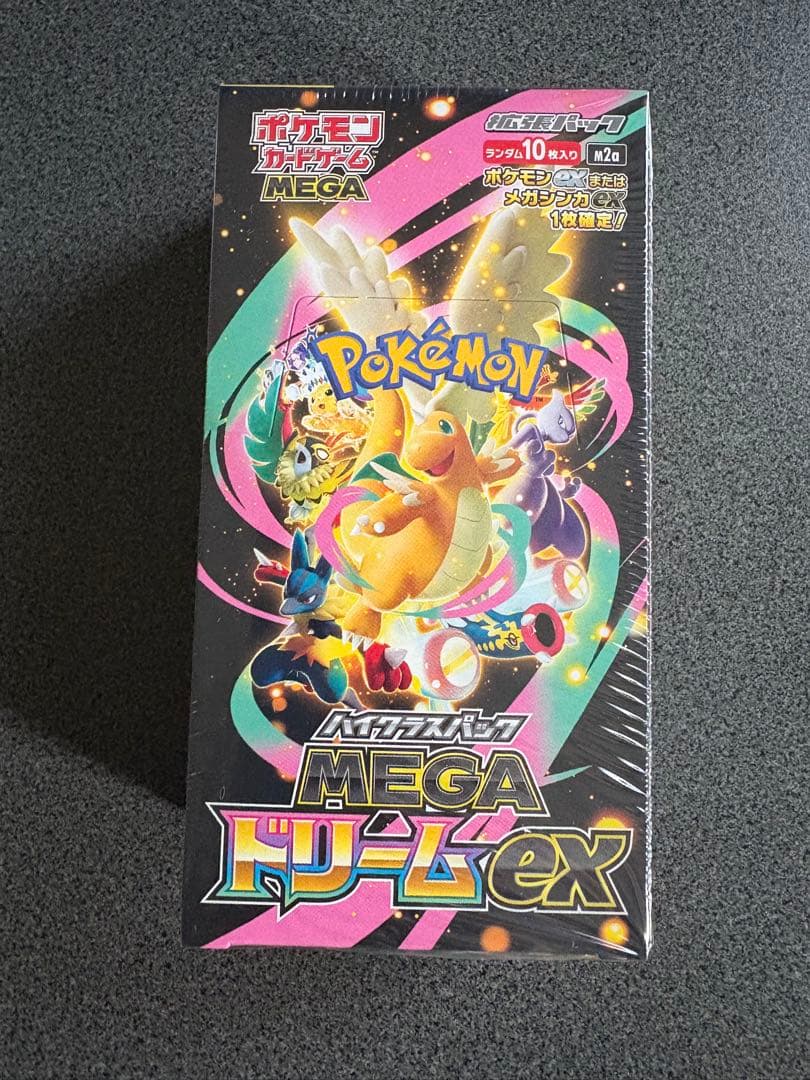 ポケモン
カードゲーム
MEGA
拡張パック
ランダム10枚入り
m2a
ポケモンexまたは
メガシンカex
1枚確定!
POKéMON
TM
ハイクラスパック
MEGA
ドリームex